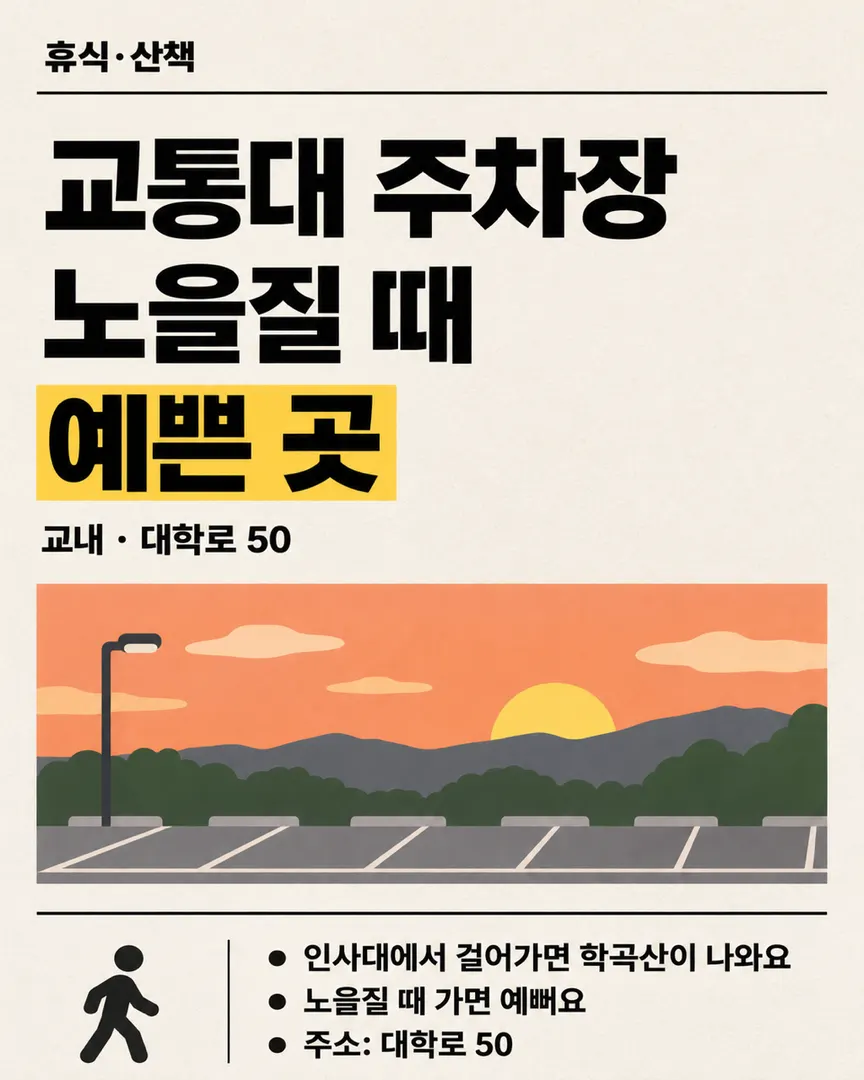 휴식·산책
교통대 주차장
노을질 때
예쁜 곳
교내 · 대학로 50
인사대에서 걸어가면 학곡산이 나와요
노을질 때 가면 예뻐요
주소: 대학로 50